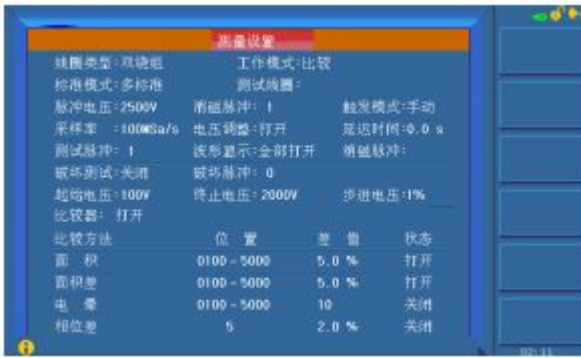 测量设置
线圈类型:双绕组 工作模式:比较
标准模式:多标准 测试线圈:
脉冲电压:2500V 消磁脉冲: 1 触发模式:手动
采样率 :100MSa/s 电压调整:打开 延迟时间:0.0 s
测试脉冲: 1 波形显示:全部打开 消磁脉冲:
破坏测试:关闭 破坏脉冲: 0
起始电压:100V 终止电压: 2000V 步进电压:1%
比较器: 打开
比较方法 位 置 差 值 状态
面 积 0100 - 5000 5.0 % 打开
面积差 0100 - 5000 5.0 % 打开
电 晕 0100 - 5000 10 关闭
相位差 5 2.0 % 关闭
02:11